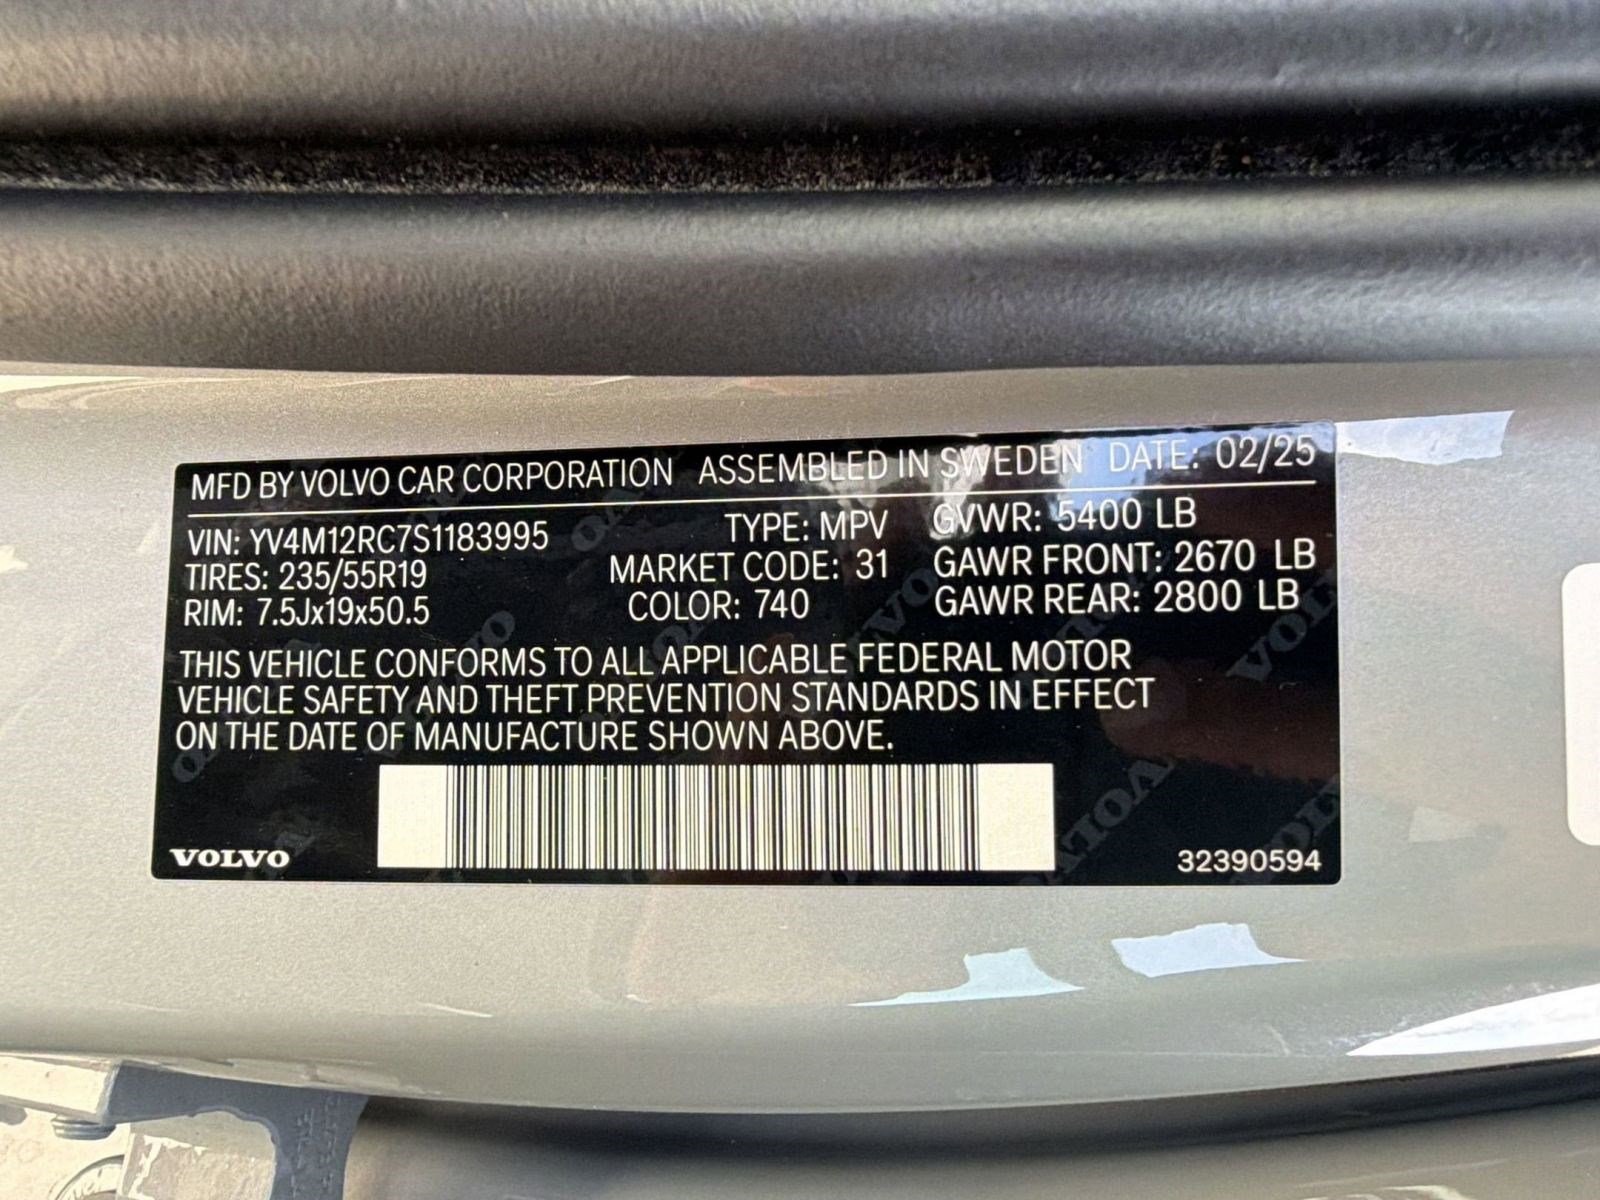 MFD BY VOLVO CAR CORPORATION ASSEMBLED IN SWEDEN DATE: 02/25
VIN: YV4M12RC7S1183995 TYPE: MPV GVWR: 5400 LB
TIRES: 235/55R19 MARKET CODE: 31 GAWR FRONT: 2670 LB
RIM: 7.5Jx19x50.5 COLOR: 740 GAWR REAR: 2800 LB
THIS VEHICLE CONFORMS TO ALL APPLICABLE FEDERAL MOTOR
VEHICLE SAFETY AND THEFT PREVENTION STANDARDS IN EFFECT
ON THE DATE OF MANUFACTURE SHOWN ABOVE.
VOLVO 32390594